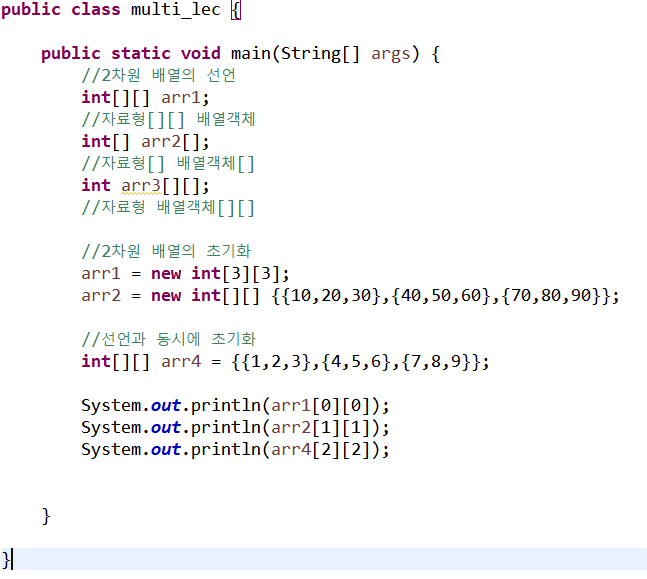 public class multi_lec {
public static void main(String[] args) {
//2차원 배열의 선언
int[][] arr1;
//자료형[][] 배열객체
int[] arr2[];
//자료형[] 배열객체[]
int arr3[][];
//자료형 배열객체[][]
//2차원 배열의 초기화
arr1 = new int[3][3];
arr2 = new int[][] {{10,20,30},{40,50,60},{70,80,90}};
//선언과 동시에 초기화
int[][] arr4 = {{1,2,3},{4,5,6},{7,8,9}};
System.out.println(arr1[0][0]);
System.out.println(arr2[1][1]);
System.out.println(arr4[2][2]);
}
}